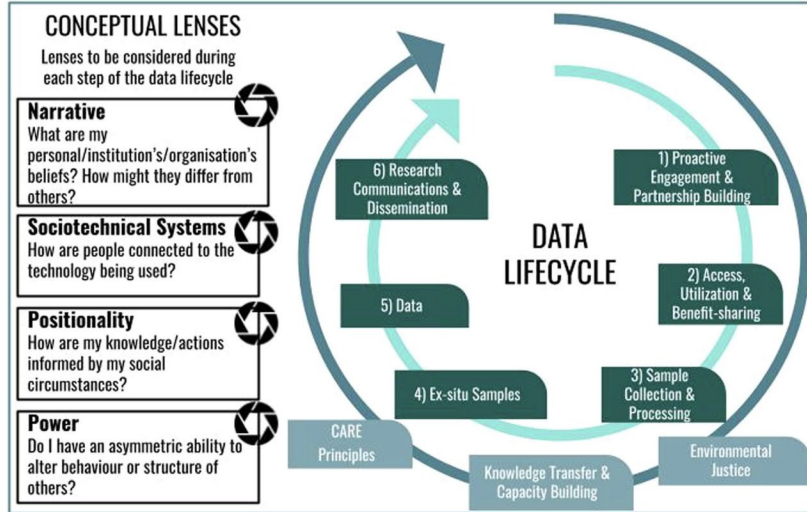 CONCEPTUAL LENSES
Lenses to be considered during
each step of the data lifecycle
Narrative
What are my
personal/institution's/organisation's
beliefs? How might they differ from
others?
Sociotechnical Systems
How are people connected to the
technology being used?
Positionality
How are my knowledge/actions
informed by my social
circumstances?
Power
Do I have an asymmetric ability to
alter behaviour or structure of
others?
DATA
LIFECYCLE
1) Proactive
Engagement &
Partnership Building
2) Access,
Utilization &
Benefit-sharing
3) Sample
Collection &
Processing
4) Ex-situ Samples
5) Data
6) Research
Communications &
Dissemination
CARE
Principles
Knowledge Transfer &
Capacity Building
Environmental
Justice